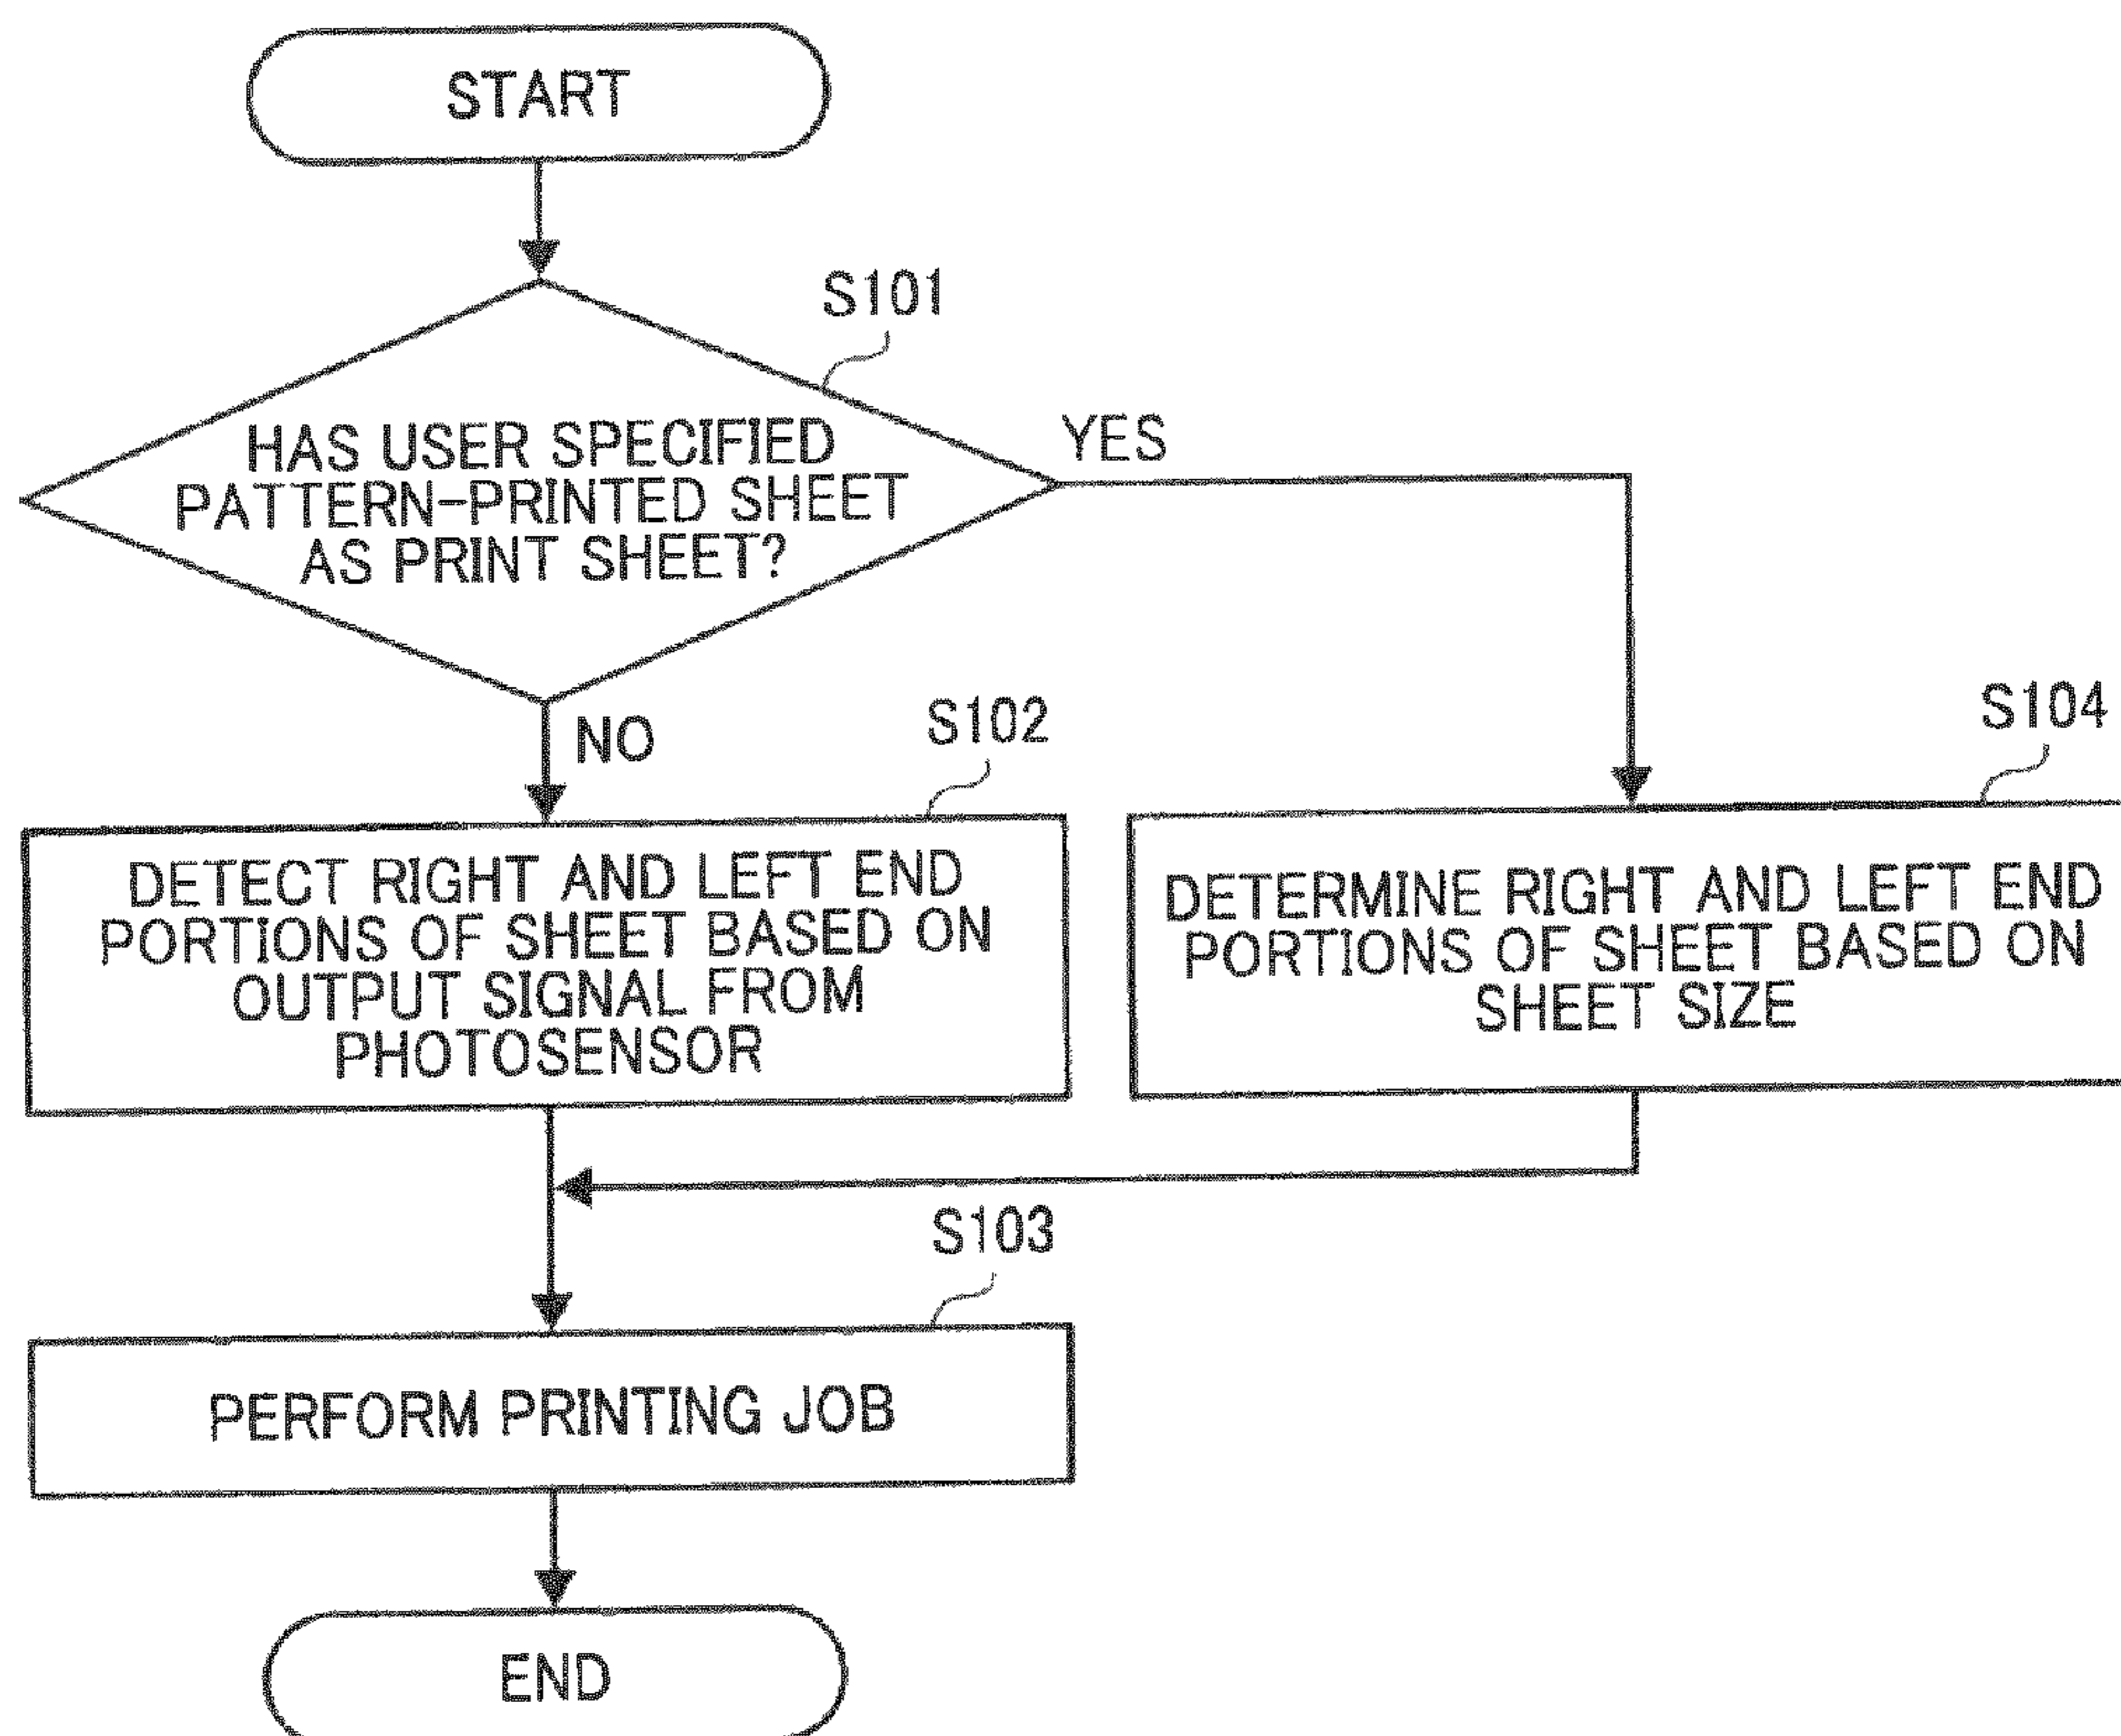 START
S101
HAS USER SPECIFIED
PATTERN-PRINTED SHEET
AS PRINT SHEET?
YES
NO
S102
DETECT RIGHT AND LEFT END
PORTIONS OF SHEET BASED ON
OUTPUT SIGNAL FROM
PHOTOSENSOR
S104
DETERMINE RIGHT AND LEFT END
PORTIONS OF SHEET BASED ON
SHEET SIZE
S103
PERFORM PRINTING JOB
END